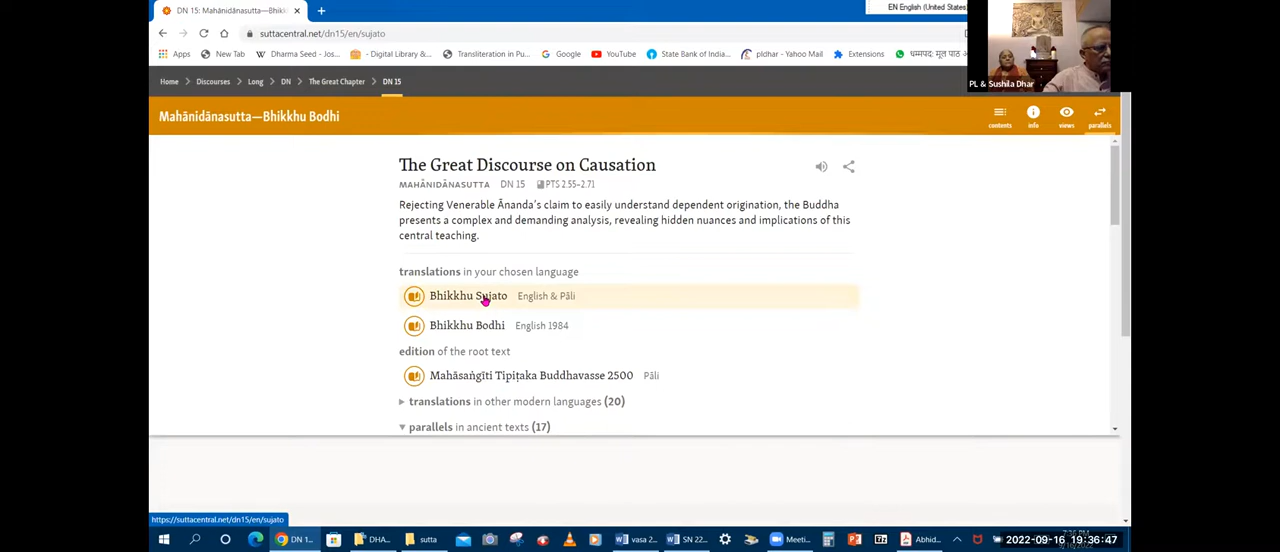 DN 15: Mahānidānasutta—Bhikkh
EN English (United States)
suttacentral.net/dn15/en/sujato
Apps
New Tab
Dharma Seed - Jos...
- Digital Library &...
Transliteration in Pu...
Google
YouTube
State Bank of India...
pldhar - Yahoo Mail
Extensions
धम्मपद: मूल पाठ
PL & Sushila Dhar
Home
Discourses
Long
DN
The Great Chapter
DN 15
Mahānidānasutta—Bhikkhu Bodhi
contents
info
views
parallels
The Great Discourse on Causation
MAHĀNIDĀNASUTTA DN 15 PTS 2.55–2.71
Rejecting Venerable Ānanda's claim to easily understand dependent origination, the Buddha
presents a complex and demanding analysis, revealing hidden nuances and implications of this
central teaching.
translations in your chosen language
Bhikkhu Sujato English & Pāli
Bhikkhu Bodhi English 1984
edition of the root text
Mahāsaṅgīti Tipiṭaka Buddhavasse 2500 Pāli
translations in other modern languages (20)
parallels in ancient texts (17)
https://suttacentral.net/dn15/en/sujato
DN 1...
DHA...
sutta
vasa 2...
SN 22...
Meeti...
Abhid...
2022-09-16 19:36:47